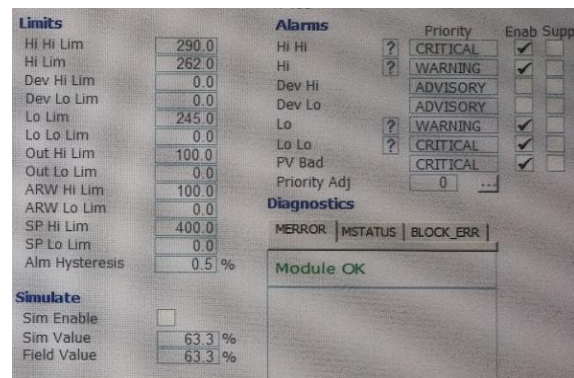 Limits
Hi Hi Lim 290.0
Hi Lim 262.0
Dev Hi Lim 0.0
Dev Lo Lim 0.0
Lo Lim 245.0
Lo Lo Lim 0.0
Out Hi Lim 100.0
Out Lo Lim 0.0
ARW Hi Lim 100.0
ARW Lo Lim 0.0
SP Hi Lim 400.0
SP Lo Lim 0.0
Alm Hysteresis 0.5 %
Simulate
Sim Enable
Sim Value 63.3 %
Field Value 63.3 %
Alarms Priority Enab Supp
Hi Hi ? CRITICAL
Hi ? WARNING
Dev Hi ADVISORY
Dev Lo ADVISORY
Lo ? WARNING
Lo Lo ? CRITICAL
PV Bad CRITICAL
Priority Adj 0 ...
Diagnostics
MERROR MSTATUS BLOCK_ERR
Module OK